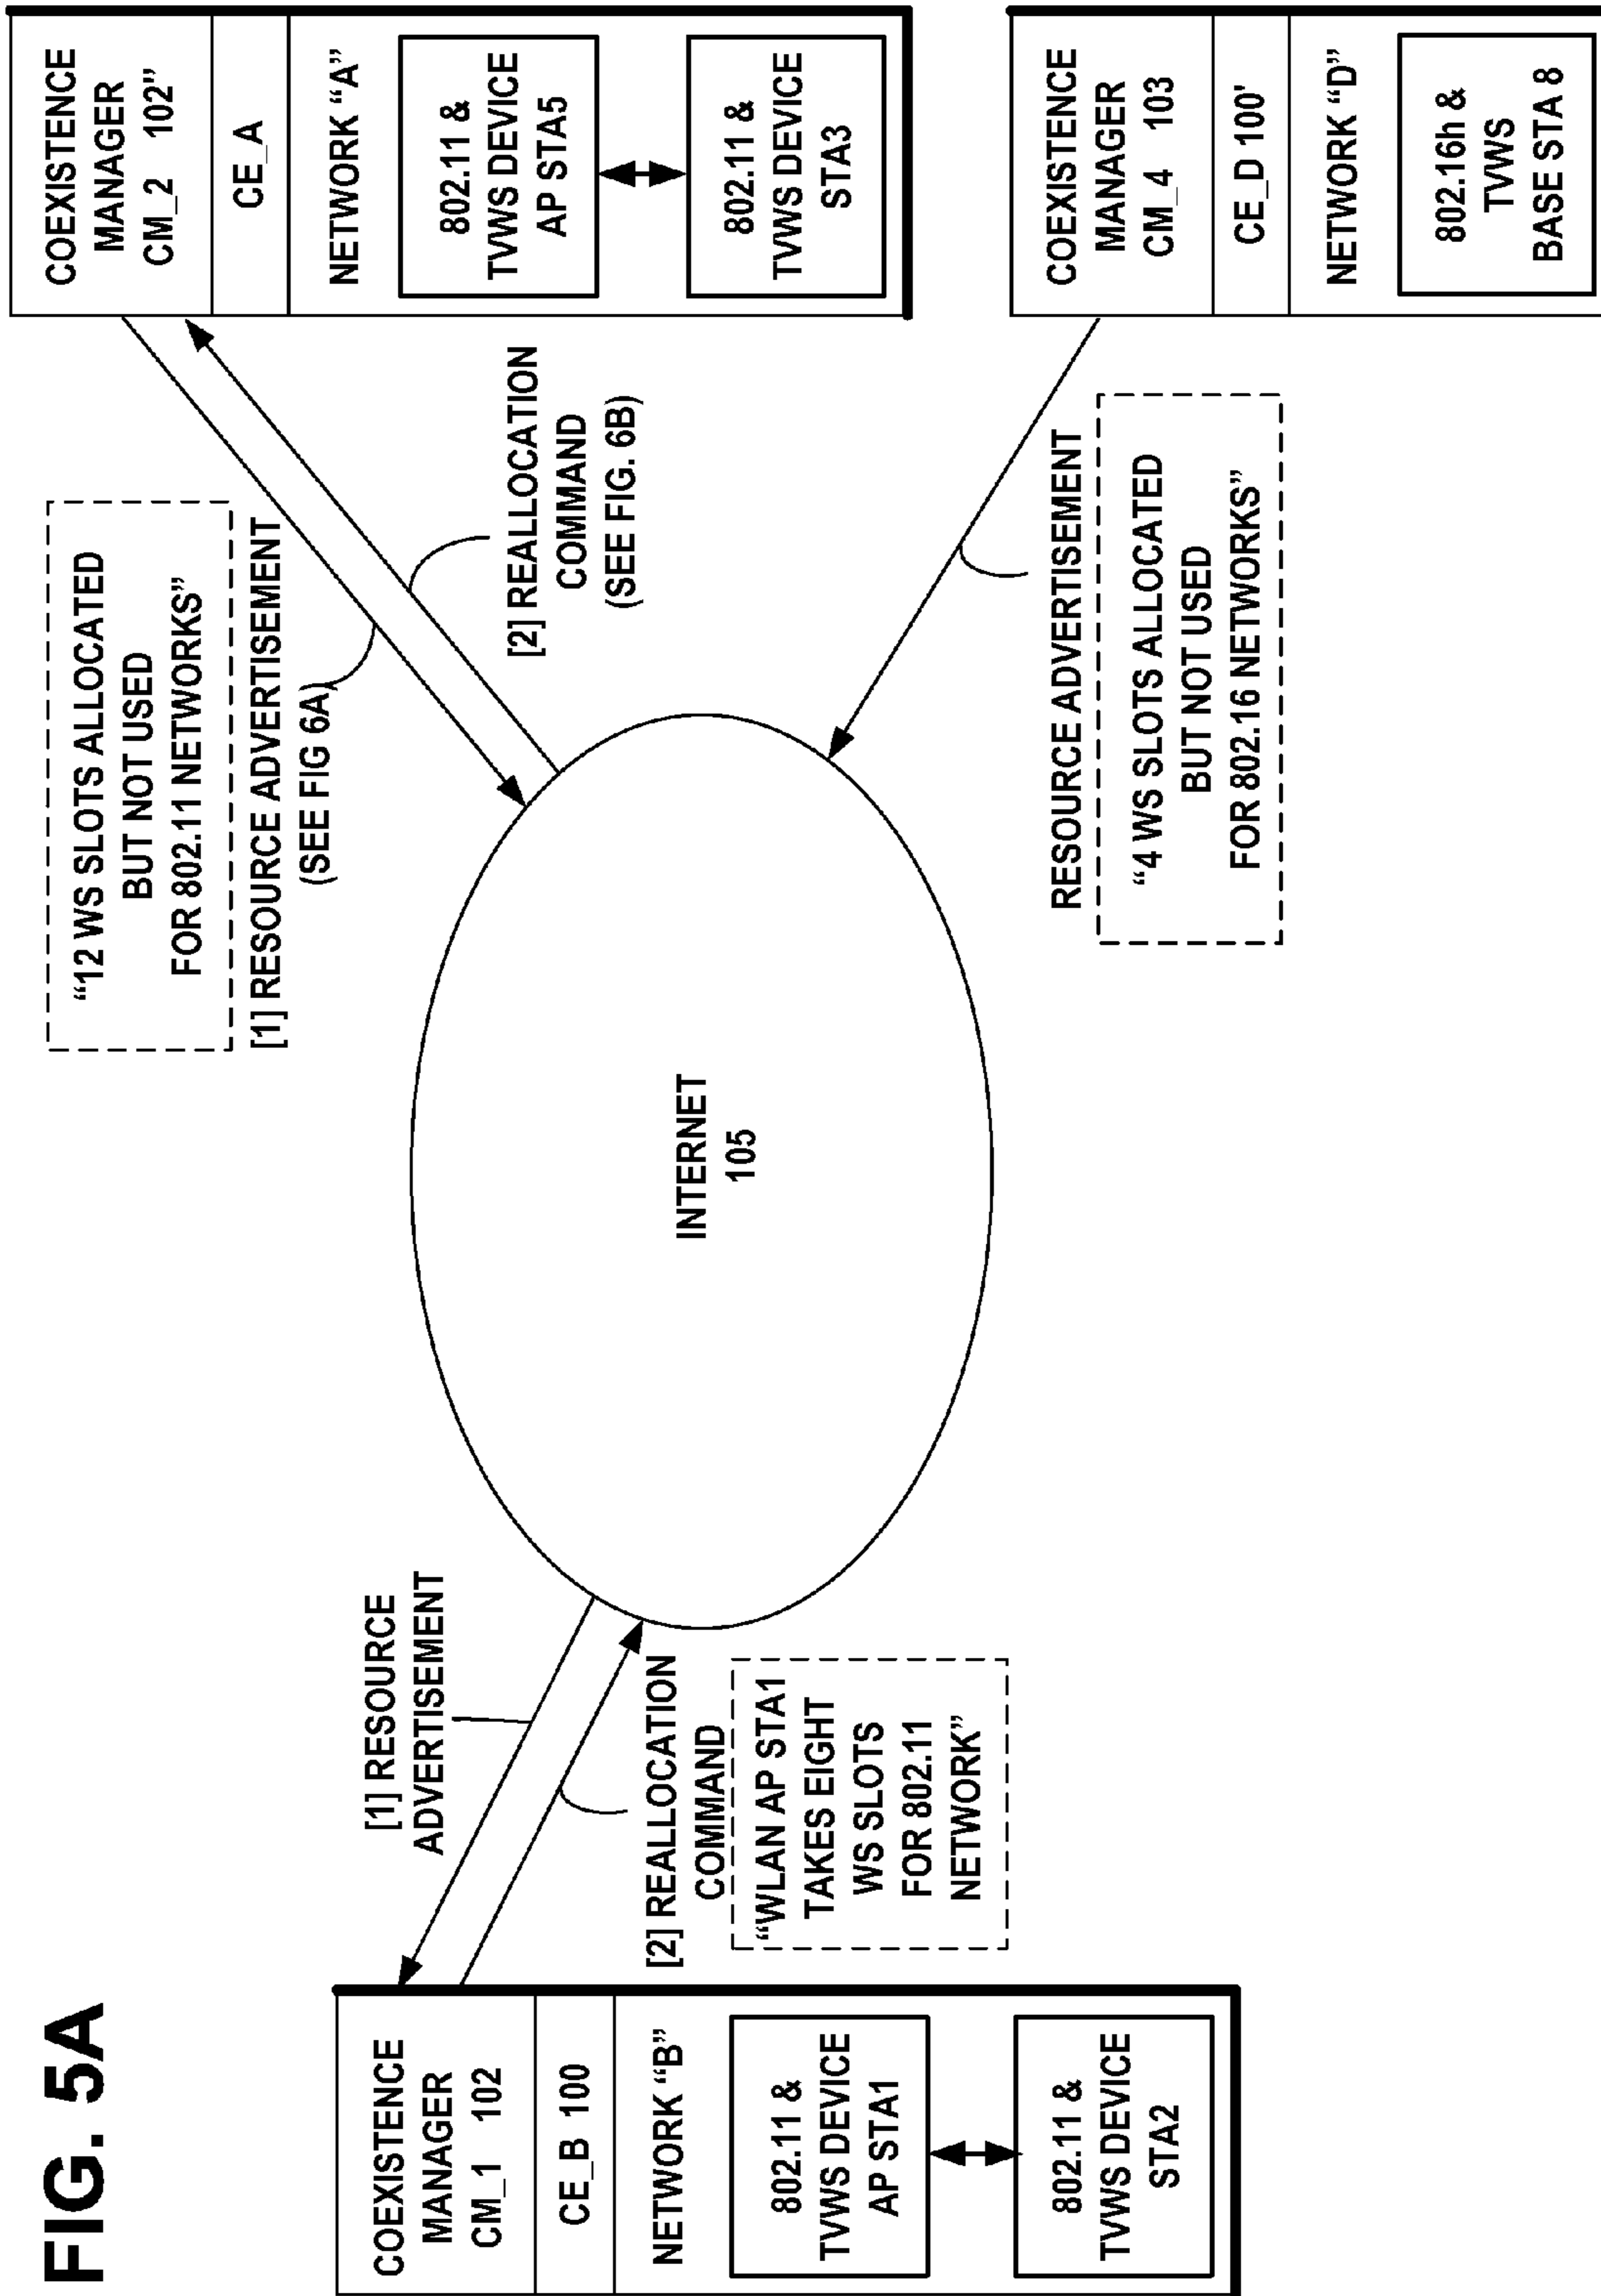 FIG. 5A
COEXISTENCE
MANAGER
CM_1 102
CE_B 100
NETWORK “B”
802.11 &
TVWS DEVICE
AP STA1
802.11 &
TVWS DEVICE
STA2
[1] RESOURCE
ADVERTISEMENT
[2] REALLOCATION
COMMAND
“WLAN AP STA1
TAKES EIGHT
WS SLOTS
FOR 802.11
NETWORK”
INTERNET
105
“12 WS SLOTS ALLOCATED
BUT NOT USED
FOR 802.11 NETWORKS”
[1] RESOURCE ADVERTISEMENT
(SEE FIG 6A)
[2] REALLOCATION
COMMAND
(SEE FIG. 6B)
RESOURCE ADVERTISEMENT
“4 WS SLOTS ALLOCATED
BUT NOT USED
FOR 802.16 NETWORKS”
COEXISTENCE
MANAGER
CM_2 102”
CE_A
NETWORK “A”
802.11 &
TVWS DEVICE
AP STA5
802.11 &
TVWS DEVICE
STA3
COEXISTENCE
MANAGER
CM_4 103
CE_D 100'
NETWORK “D”
802.16h &
TVWS
BASE STA 8